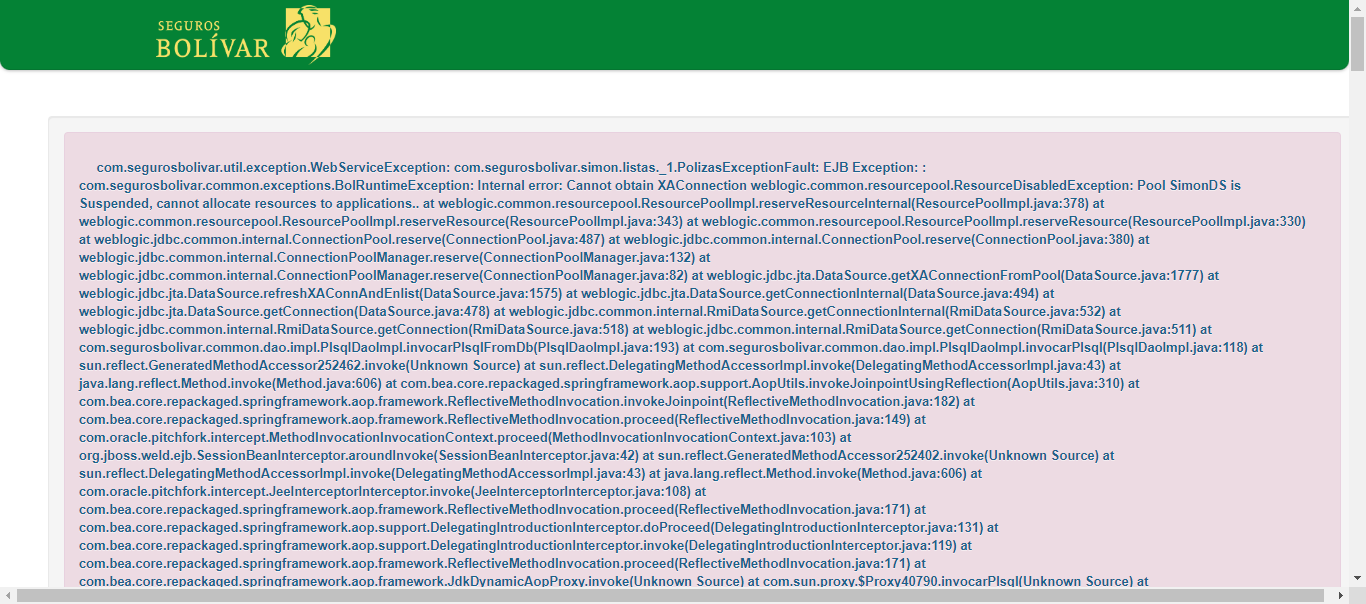 SEGUROS
BOLÍVAR
com.segurosbolivar.util.exception.WebServiceException: com.segurosbolivar.simon.listas._1.PolizasExceptionFault: EJB Exception: :
com.segurosbolivar.common.exceptions.BolRuntimeException: Internal error: Cannot obtain XAConnection weblogic.common.resourcepool.ResourceDisabledException: Pool SimonDS is
Suspended, cannot allocate resources to applications.. at weblogic.common.resourcepool.ResourcePoolImpl.reserveResourceInternal(ResourcePoolImpl.java:378) at
weblogic.common.resourcepool.ResourcePoolImpl.reserveResource(ResourcePoolImpl.java:343) at weblogic.common.resourcepool.ResourcePoolImpl.reserveResource(ResourcePoolImpl.java:330)
at weblogic.jdbc.common.internal.ConnectionPool.reserve(ConnectionPool.java:487) at weblogic.jdbc.common.internal.ConnectionPool.reserve(ConnectionPool.java:380) at
weblogic.jdbc.common.internal.ConnectionPoolManager.reserve(ConnectionPoolManager.java:132) at
weblogic.jdbc.common.internal.ConnectionPoolManager.reserve(ConnectionPoolManager.java:82) at weblogic.jdbc.jta.DataSource.getXAConnectionFromPool(DataSource.java:1777) at
weblogic.jdbc.jta.DataSource.refreshXAConnAndEnlist(DataSource.java:1575) at weblogic.jdbc.jta.DataSource.getConnectionInternal(DataSource.java:494) at
weblogic.jdbc.jta.DataSource.getConnection(DataSource.java:478) at weblogic.jdbc.common.internal.RmiDataSource.getConnectionInternal(RmiDataSource.java:532) at
weblogic.jdbc.common.internal.RmiDataSource.getConnection(RmiDataSource.java:518) at weblogic.jdbc.common.internal.RmiDataSource.getConnection(RmiDataSource.java:511) at
com.segurosbolivar.common.dao.impl.PlsqlDaoImpl.invocarPlsqlFromDb(PlsqlDaoImpl.java:193) at com.segurosbolivar.common.dao.impl.PlsqlDaoImpl.invocarPlsql(PlsqlDaoImpl.java:118) at
sun.reflect.GeneratedMethodAccessor252462.invoke(Unknown Source) at sun.reflect.DelegatingMethodAccessorImpl.invoke(DelegatingMethodAccessorImpl.java:43) at
java.lang.reflect.Method.invoke(Method.java:606) at com.bea.core.repackaged.springframework.aop.support.AopUtils.invokeJoinpointUsingReflection(AopUtils.java:310) at
com.bea.core.repackaged.springframework.aop.framework.ReflectiveMethodInvocation.invokeJoinpoint(ReflectiveMethodInvocation.java:182) at
com.bea.core.repackaged.springframework.aop.framework.ReflectiveMethodInvocation.proceed(ReflectiveMethodInvocation.java:149) at
com.oracle.pitchfork.intercept.MethodInvocationInvocationContext.proceed(MethodInvocationInvocationContext.java:103) at
org.jboss.weld.ejb.SessionBeanInterceptor.aroundInvoke(SessionBeanInterceptor.java:42) at sun.reflect.GeneratedMethodAccessor252402.invoke(Unknown Source) at
sun.reflect.DelegatingMethodAccessorImpl.invoke(DelegatingMethodAccessorImpl.java:43) at java.lang.reflect.Method.invoke(Method.java:606) at
com.oracle.pitchfork.intercept.JeeInterceptorInterceptor.invoke(JeeInterceptorInterceptor.java:108) at
com.bea.core.repackaged.springframework.aop.framework.ReflectiveMethodInvocation.proceed(ReflectiveMethodInvocation.java:171) at
com.bea.core.repackaged.springframework.aop.support.DelegatingIntroductionInterceptor.doProceed(DelegatingIntroductionInterceptor.java:131) at
com.bea.core.repackaged.springframework.aop.support.DelegatingIntroductionInterceptor.invoke(DelegatingIntroductionInterceptor.java:119) at
com.bea.core.repackaged.springframework.aop.framework.ReflectiveMethodInvocation.proceed(ReflectiveMethodInvocation.java:171) at
com.bea.core.repackaged.springframework.aop.framework.JdkDynamicAopProxy.invoke(Unknown Source) at com.sun.proxy.$Proxy40790.invocarPlsql(Unknown Source) at